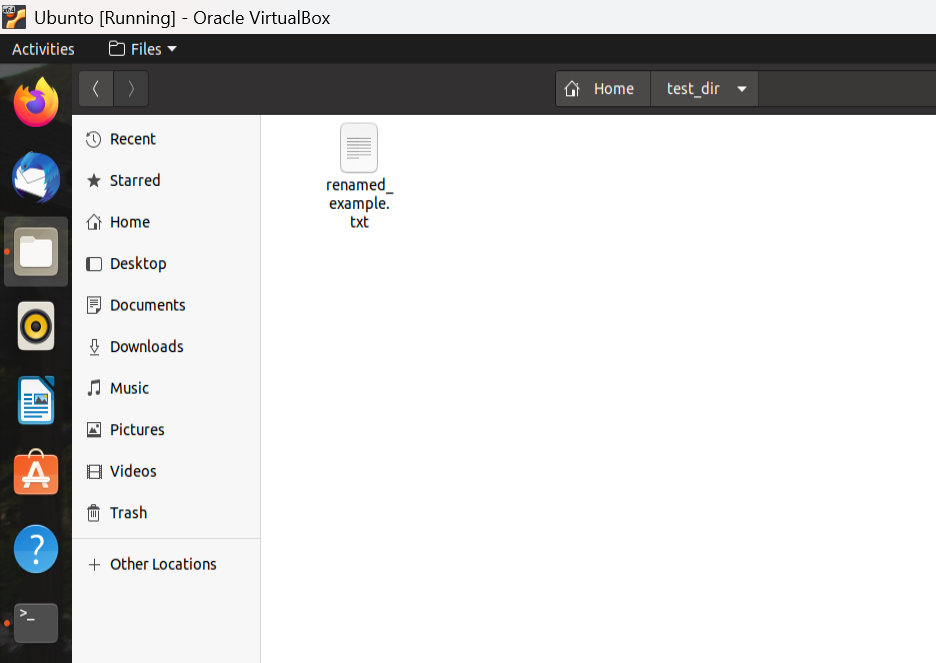 Ubunto [Running] - Oracle VirtualBox
Activities
Files
Home
test_dir
Recent
Starred
Home
Desktop
Documents
Downloads
Music
Pictures
Videos
Trash
Other Locations
renamed_
example.
txt
>_
?